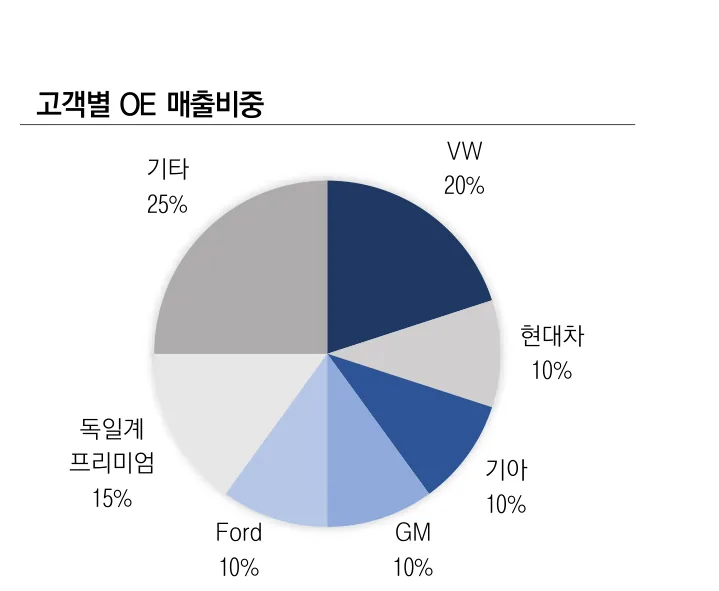 고객별 OE 매출비중
VW
20%
현대차
10%
기아
10%
GM
10%
Ford
10%
독일계
프리미엄
15%
기타
25%